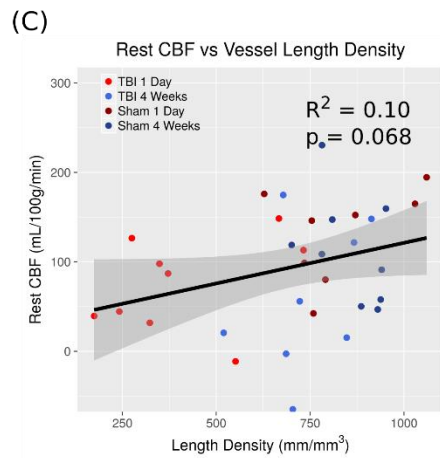 (C)
Rest CBF vs Vessel Length Density
300
200
100
0
Rest CBF (mL/100g/min)
TBI 1 Day
TBI 4 Weeks
Sham 1 Day
Sham 4 Weeks
R² = 0.10
p = 0.068
250 500 750 1000
Length Density (mm/mm³)